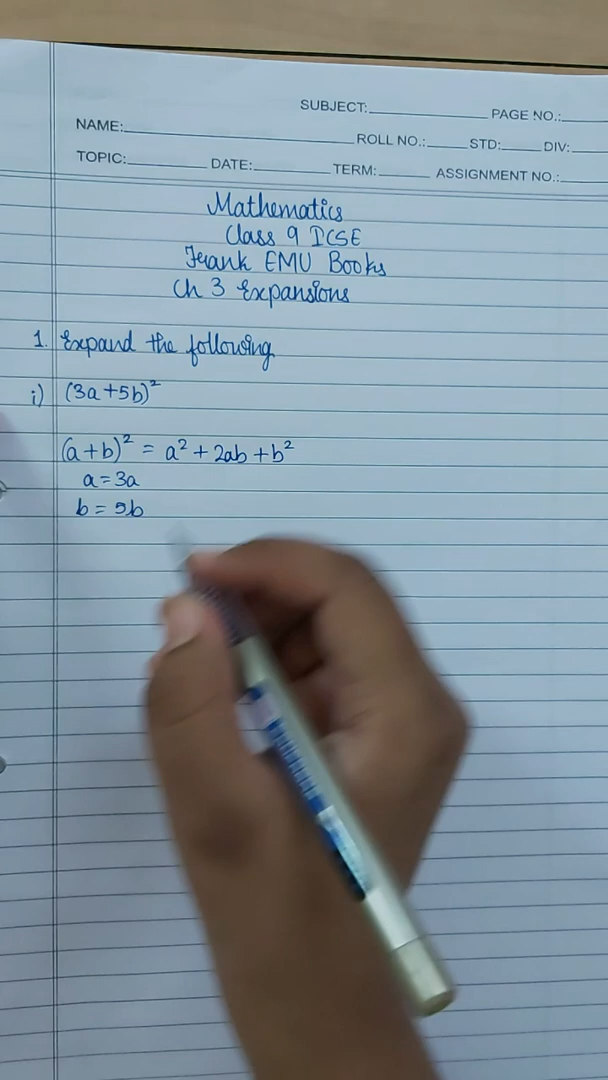 SUBJECT:
PAGE NO.:
NAME:
ROLL NO.: STD: DIV:
TOPIC: DATE: TERM: ASSIGNMENT NO.:
Mathematics
Class 9 ICSE
Frank EMU Books
Ch 3 Expansions
1. Expand the following
i) (3a+5b)²
(a+b)² = a² + 2ab + b²
a = 3a
b = 5b